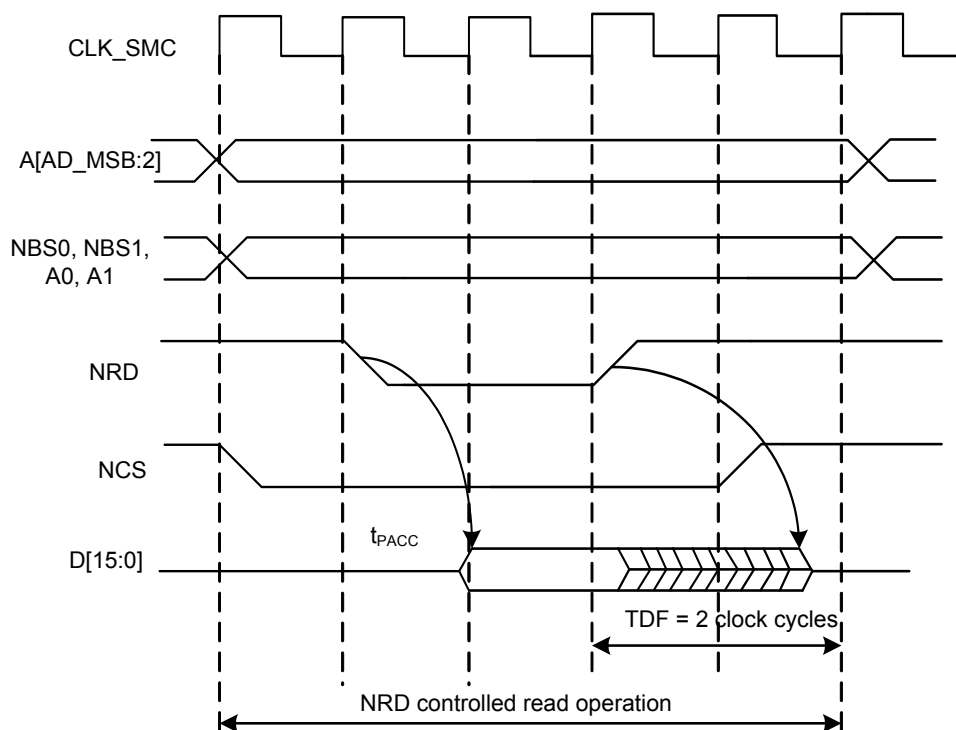 CLK_SMC
A[AD_MSB:2]
NBS0, NBS1,
A0, A1
NRD
NCS
tPACC
D[15:0]
TDF = 2 clock cycles
NRD controlled read operation